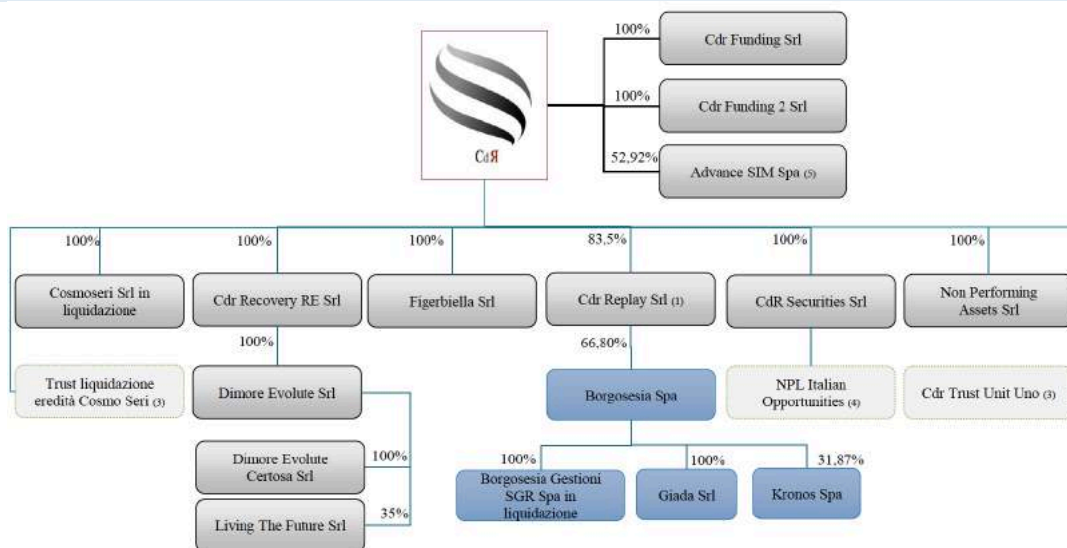 100%
Cdr Funding Srl
100%
Cdr Funding 2 Srl
CdЯ
52,92%
Advance SIM Spa (5)
100%
100%
100%
83,5%
100%
100%
Cosmoseri Srl in
liquidazione
Cdr Recovery RE Srl
Figerbiella Srl
Cdr Replay Srl (1)
CdR Securities Srl
Non Performing
Assets Srl
100%
66,80%
Trust liquidazione
eredità Cosmo Seri (3)
Dimore Evolute Srl
Borgosesia Spa
NPL Italian
Opportunities (4)
Cdr Trust Unit Uno (3)
Dimore Evolute
Certosa Srl
100%
Living The Future Srl
35%
100%
100%
31,87%
Borgosesia Gestioni
SGR Spa in
liquidazione
Giada Srl
Kronos Spa